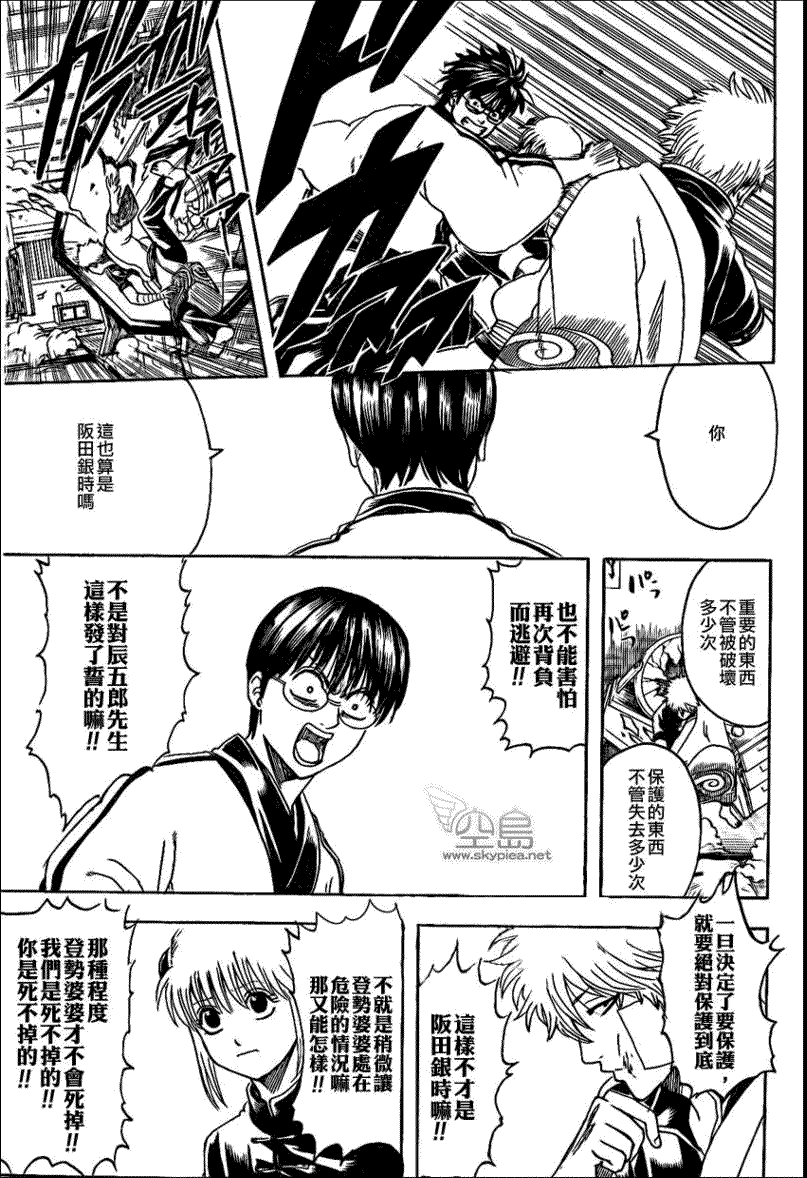 你
這也算是
阪田銀時嗎
重要的東西
不管被破壞
多少次
保護的東西
不管失去多少次
也不能害怕
再次背負
而逃避!!
不是對辰五郎先生
這樣發了誓的嘛!!
空島
www.skypiea.net
一旦決定了要保護，
就要絕對保護到底
這樣不才是
阪田銀時嘛!!
不就是稍微讓
登勢婆婆處在
危險的情況嘛
那又能怎樣!!
那種程度
登勢婆婆才不會死掉!!
我們是死不掉的!!
你是死不掉的!!